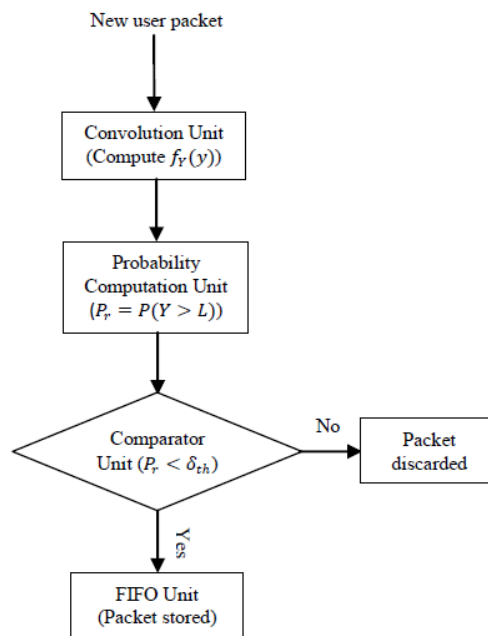 New user packet
Convolution Unit
(Compute f_Y(y))
Probability
Computation Unit
(P_r = P(Y > L))
Comparator
Unit (P_r < δ_th)
No
Packet
discarded
Yes
FIFO Unit
(Packet stored)